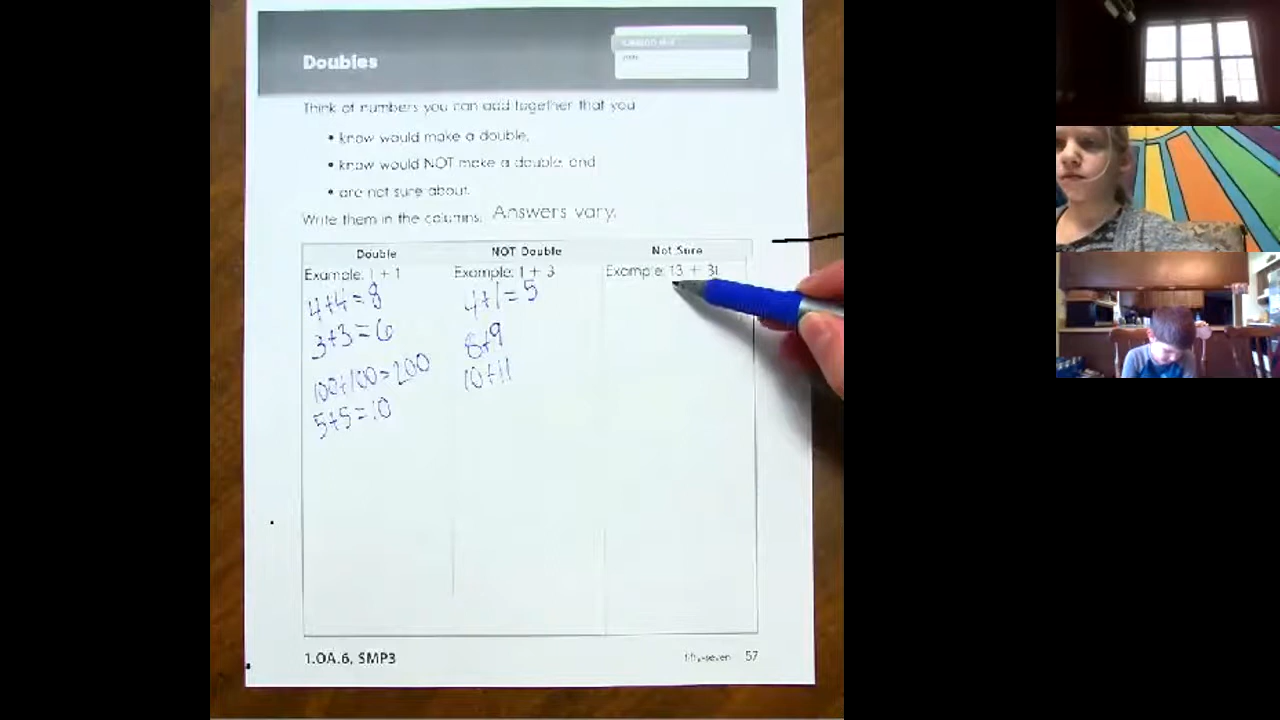 Doubles
Think of numbers you can add together that you
• know would make a double,
• know would NOT make a double, and
• are not sure about.
Write them in the columns. Answers vary.
Double NOT Double Not Sure
Example: 1 + 1 Example: 1 + 3 Example: 13 + 31
4+4=8 4+1=5
3+3=6 8+9
100+100=200 10+11
5+5=10
1.OA.6, SMP3 fifty-seven 57